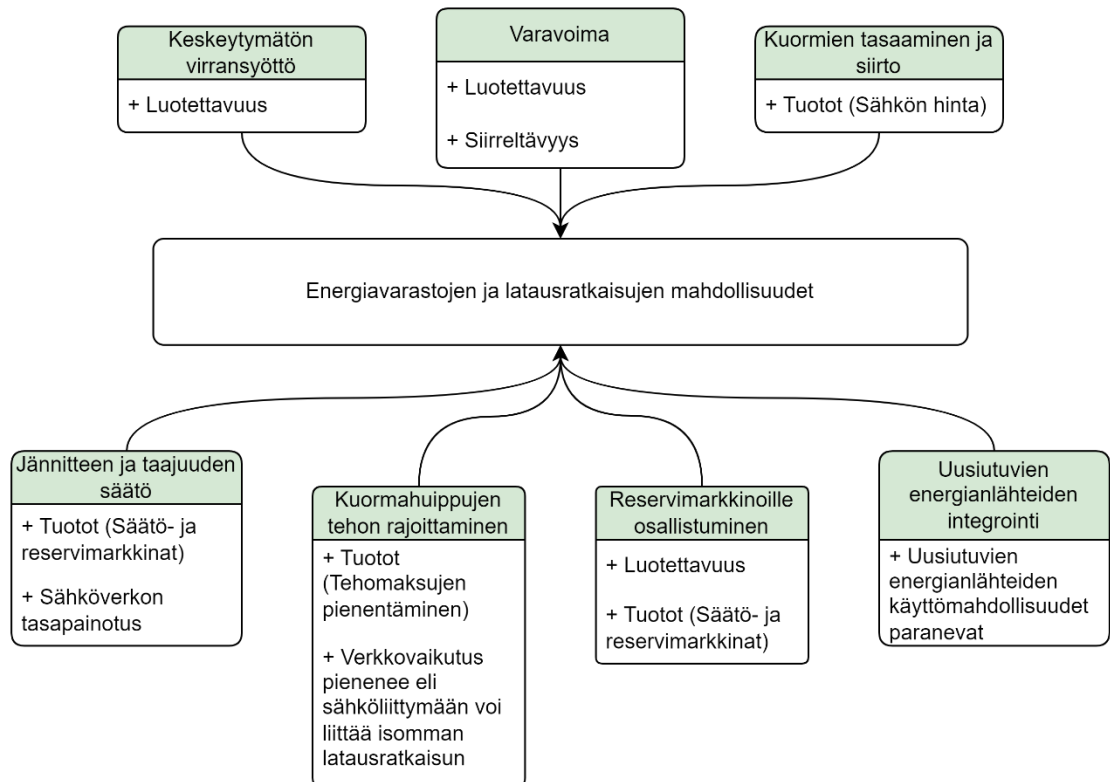 Keskeytymätön
virransyöttö
+ Luotettavuus
Varavoima
+ Luotettavuus
+ Siirreltävyys
Kuormien tasaaminen ja
siirto
+ Tuotot (Sähkön hinta)
Energiavarastojen ja latausratkaisujen mahdollisuudet
Jännitteen ja taajuuden
säätö
+ Tuotot (Säätö- ja
reservimarkkinat)
+ Sähköverkon
tasapainotus
Kuormahuippujen
tehon rajoittaminen
+ Tuotot
(Tehomaksujen
pienentäminen)
+ Verkkovaikutus
pienenee eli
sähköliittymään voi
liittää isomman
latausratkaisun
Reservimarkkinoille
osallistuminen
+ Luotettavuus
+ Tuotot (Säätö- ja
reservimarkkinat)
Uusiutuvien
energianlähteiden
integrointi
+ Uusiutuvien
energianlähteiden
käyttömahdollisuudet
paranevat